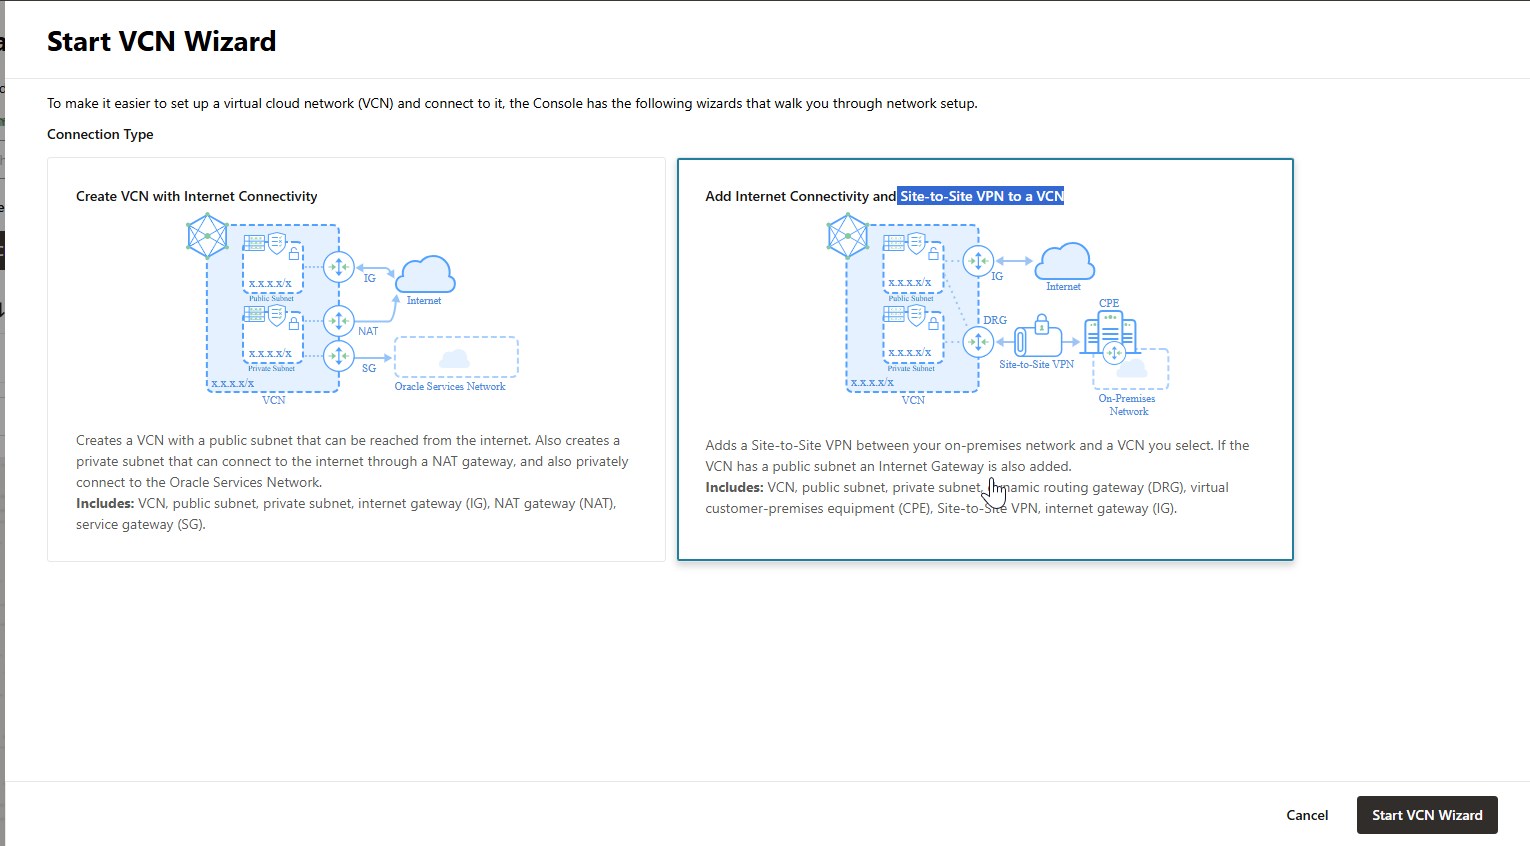 Start VCN Wizard
To make it easier to set up a virtual cloud network (VCN) and connect to it, the Console has the following wizards that walk you through network setup.
Connection Type
Create VCN with Internet Connectivity
X.X.X.X/X
Public Subnet
IG
Internet
NAT
X.X.X.X/X
Private Subnet
SG
X.X.X.X/X
Oracle Services Network
VCN
Creates a VCN with a public subnet that can be reached from the internet. Also creates a
private subnet that can connect to the internet through a NAT gateway, and also privately
connect to the Oracle Services Network.
Includes: VCN, public subnet, private subnet, internet gateway (IG), NAT gateway (NAT),
service gateway (SG).
Add Internet Connectivity and Site-to-Site VPN to a VCN
X.X.X.X/X
Public Subnet
IG
Internet
DRG
CPE
X.X.X.X/X
Private Subnet
Site-to-Site VPN
X.X.X.X/X
VCN
On-Premises
Network
Adds a Site-to-Site VPN between your on-premises network and a VCN you select. If the
VCN has a public subnet an Internet Gateway is also added.
Includes: VCN, public subnet, private subnet, dynamic routing gateway (DRG), virtual
customer-premises equipment (CPE), Site-to-Site VPN, internet gateway (IG).
Cancel
Start VCN Wizard